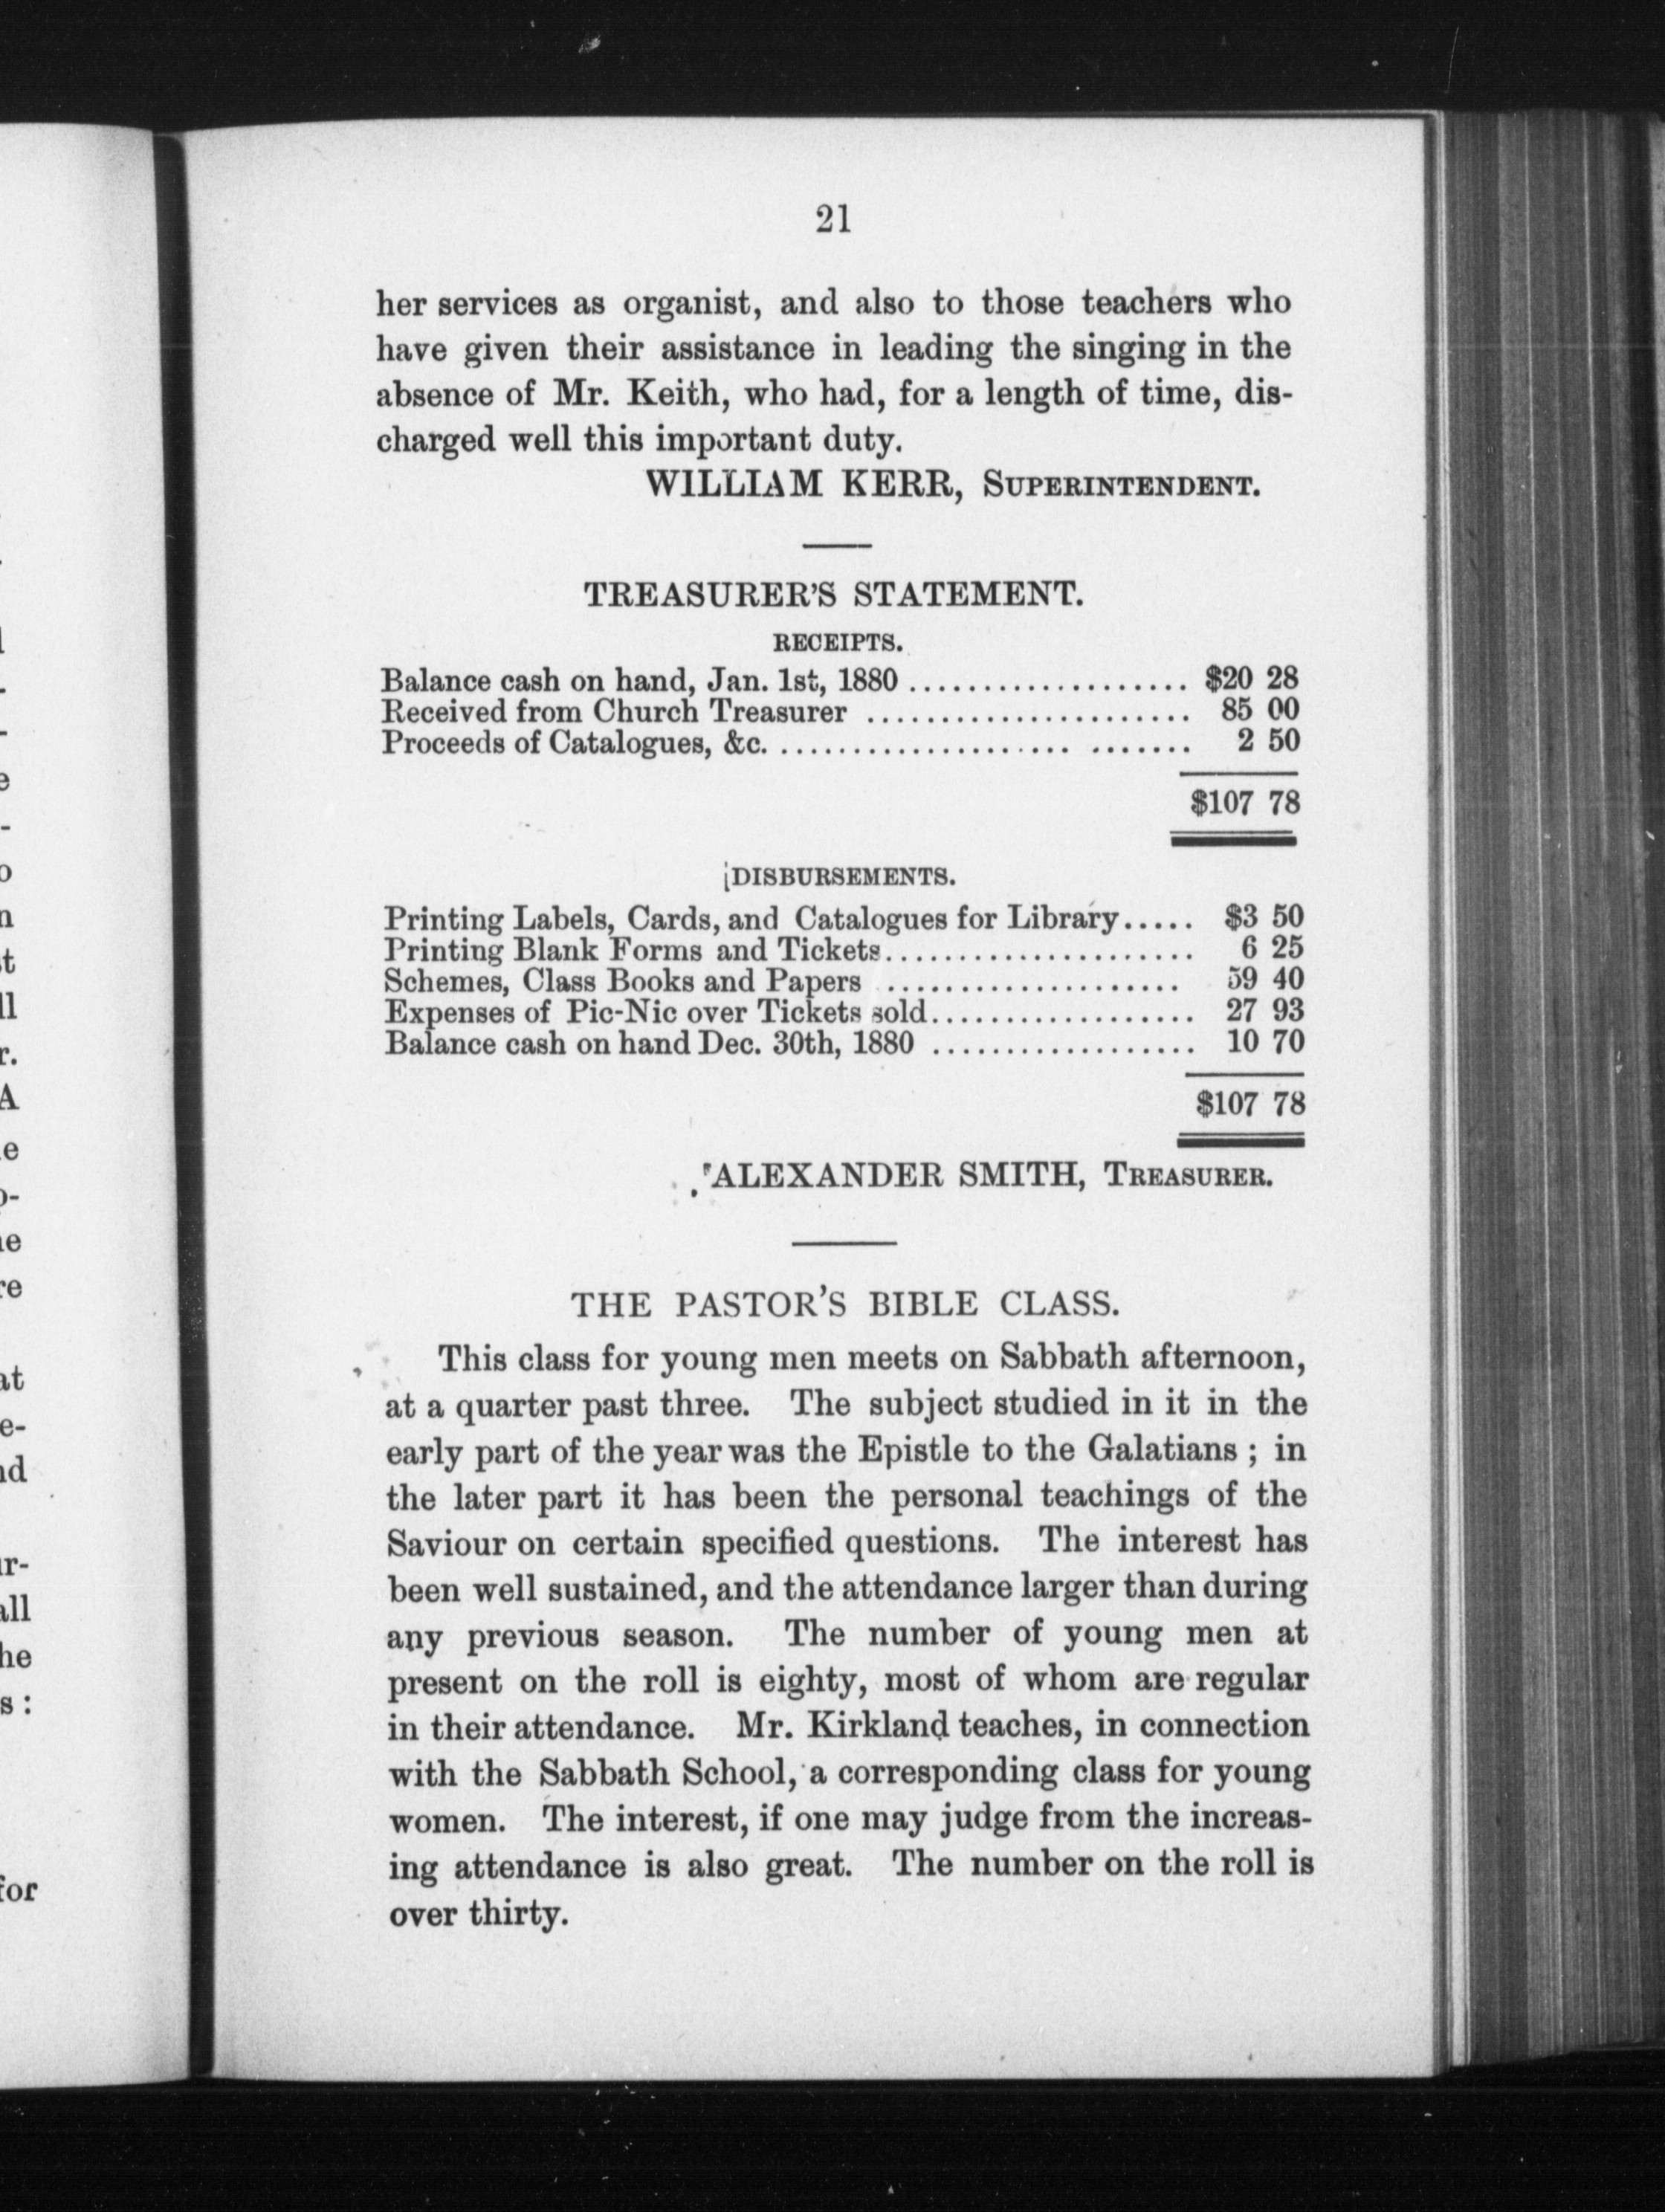 21
her services as organist, and also to those teachers who
have given their assistance in leading the singing in the
absence of Mr. Keith, who had, for a length of time, dis-
charged well this important duty.
WILLIAM KERR, SUPERINTENDENT.
TREASURER'S STATEMENT.
RECEIPTS.
Balance cash on hand, Jan. 1st, 1880 ................... $20 28
Received from Church Treasurer ...................... 85 00
Proceeds of Catalogues, &c. ........................... 2 50
$107 78
DISBURSEMENTS.
Printing Labels, Cards, and Catalogues for Library..... $3 50
Printing Blank Forms and Tickets..................... 6 25
Schemes, Class Books and Papers .................... 59 40
Expenses of Pic-Nic over Tickets sold.................. 27 93
Balance cash on hand Dec. 30th, 1880 .................. 10 70
$107 78
ALEXANDER SMITH, TREASURER.
THE PASTOR'S BIBLE CLASS.
This class for young men meets on Sabbath afternoon,
at a quarter past three. The subject studied in it in the
early part of the year was the Epistle to the Galatians ; in
the later part it has been the personal teachings of the
Saviour on certain specified questions. The interest has
been well sustained, and the attendance larger than during
any previous season. The number of young men at
present on the roll is eighty, most of whom are regular
in their attendance. Mr. Kirkland teaches, in connection
with the Sabbath School, a corresponding class for young
women. The interest, if one may judge from the increas-
ing attendance is also great. The number on the roll is
over thirty.